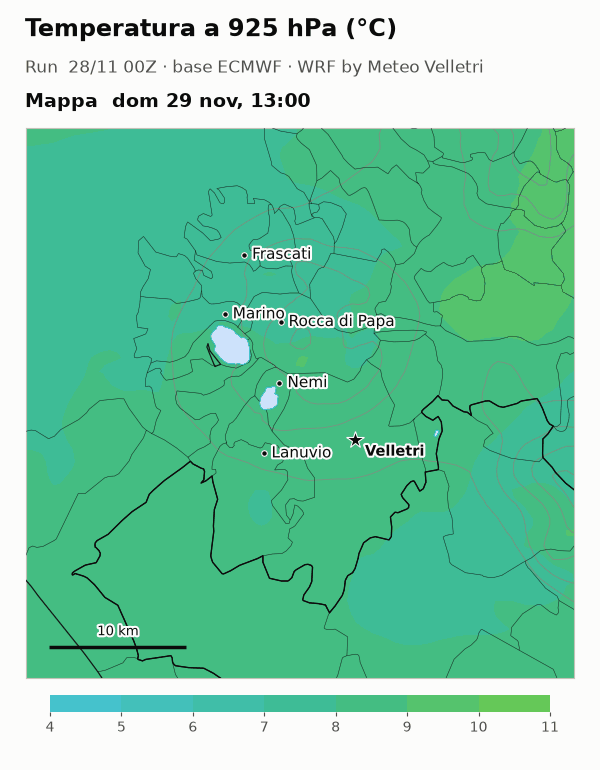 Temperatura a 925 hPa (°C)
Run  28/11 00Z · base ECMWF · WRF by Meteo Velletri
Mappa  dom 29 nov, 13:00
Frascati
Marino
Rocca di Papa
Nemi
Velletri
Lanuvio
10 km
4 5 6 7 8 9 10 11